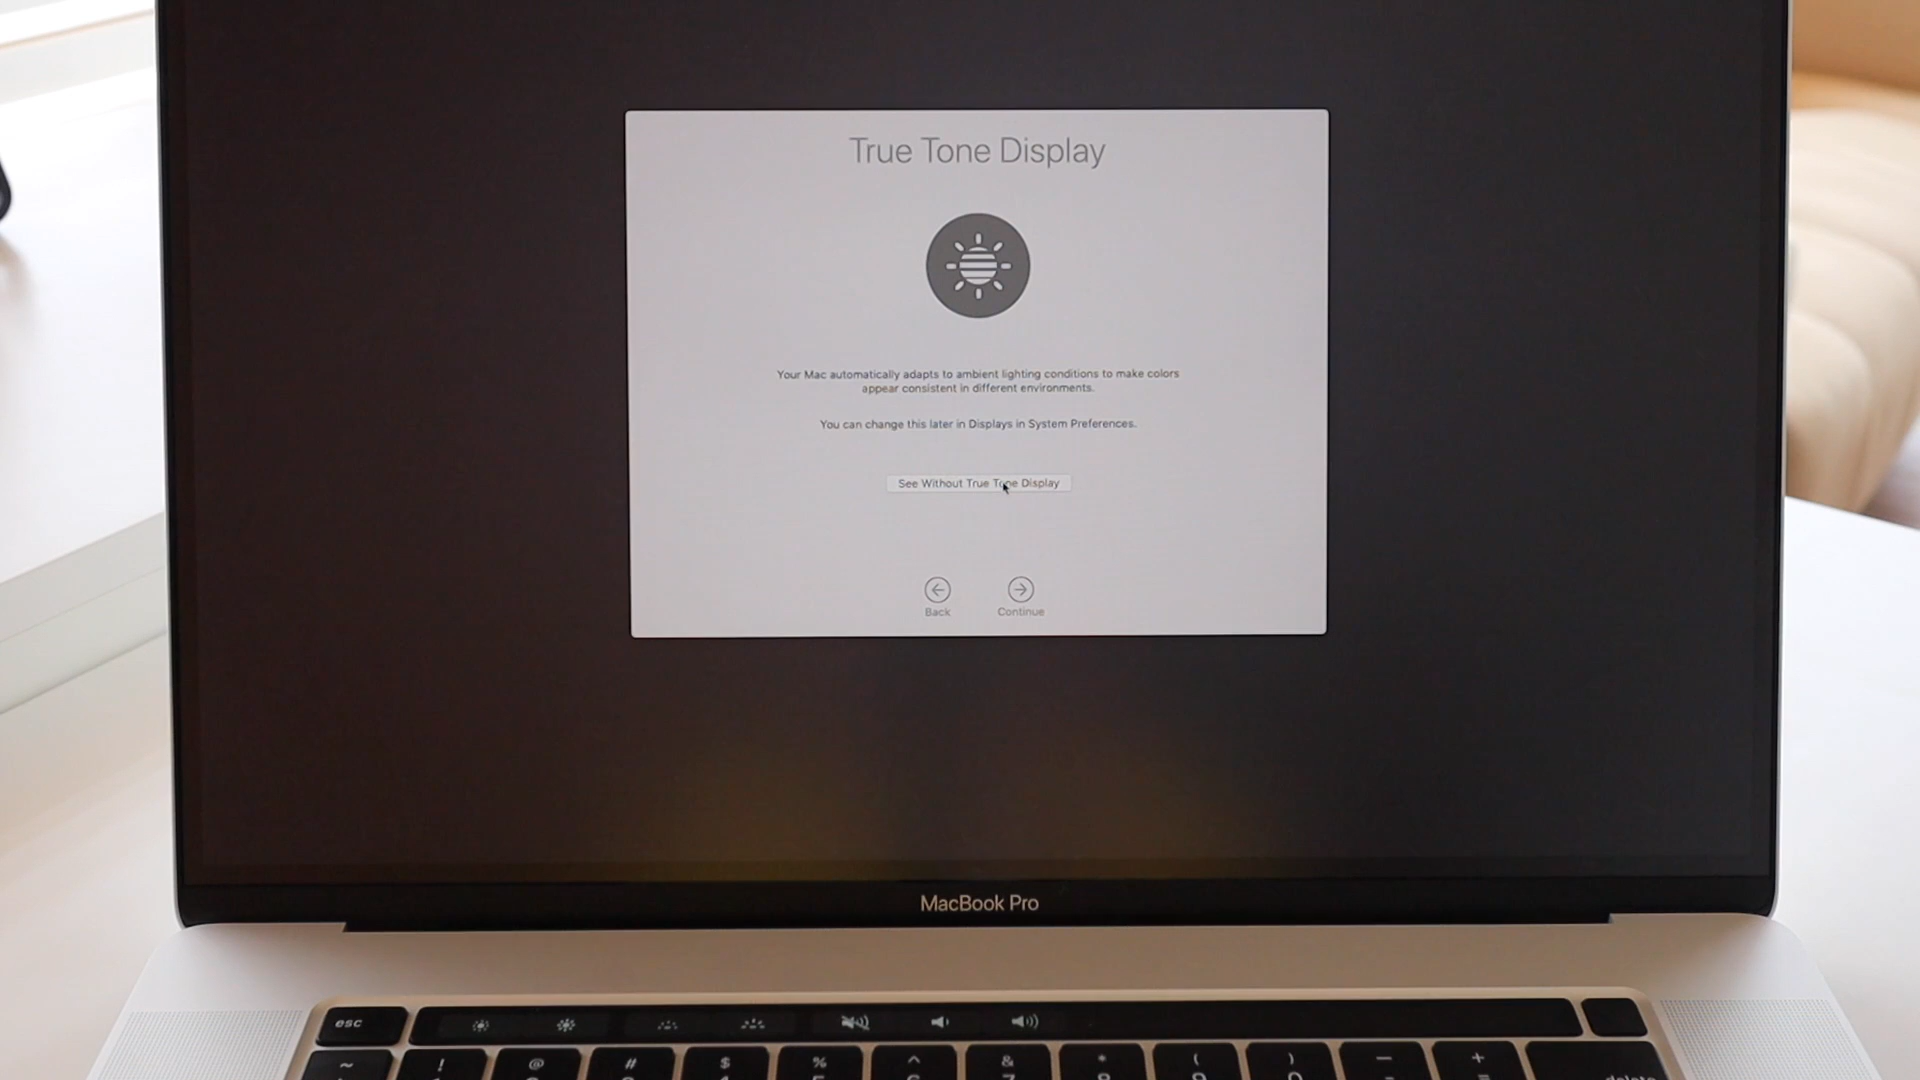 True Tone Display
Your Mac automatically adapts to ambient lighting conditions to make colors
appear consistent in different environments.
You can change this later in Displays in System Preferences.
See Without True Tone Display
Back
Continue
MacBook Pro
esc
~ ! @ # $ % ^ & * ( ) — +
delete